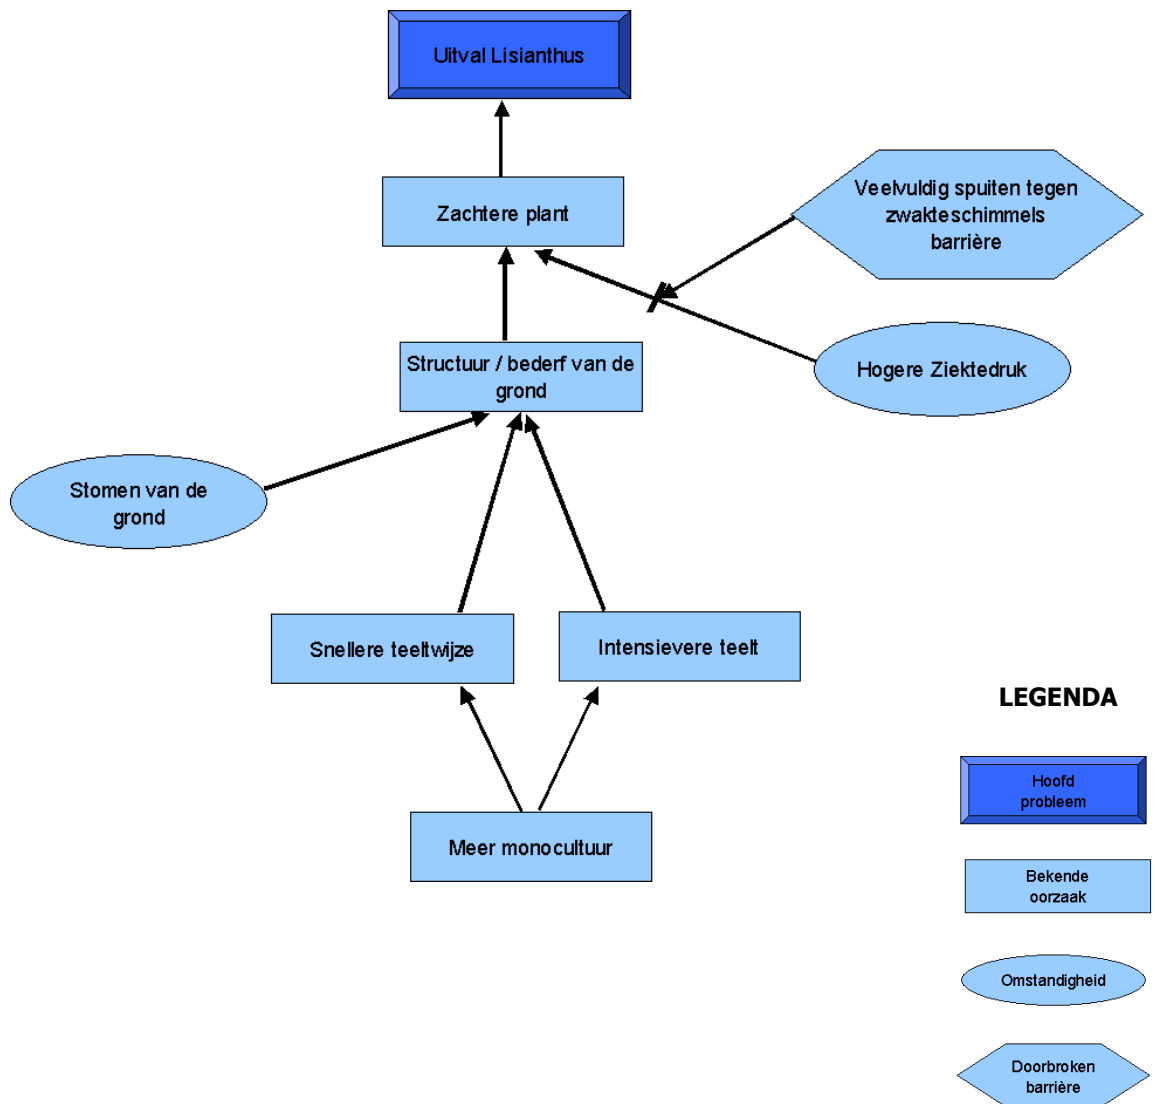 Uitval Lisianthus
Zachtere plant
Veelvuldig spuiten tegen
zwakteschimmels
barrière
Structuur / bederf van de
grond
Hogere Ziektedruk
Stomen van de
grond
Snellere teeltwijze
Intensievere teelt
Meer monocultuur
LEGENDA
Hoofd
probleem
Bekende
oorzaak
Omstandigheid
Doorbroken
barrière